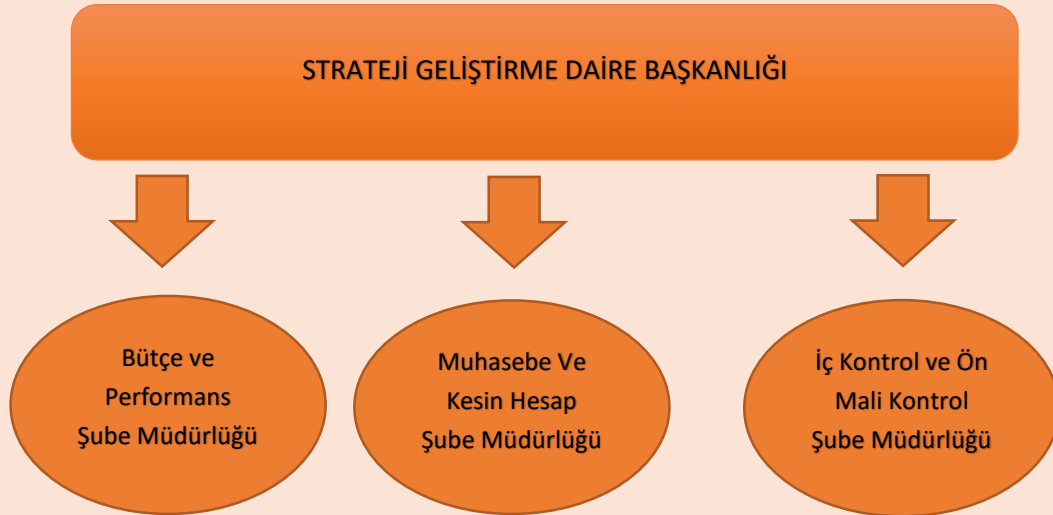 STRATEJİ GELİŞTİRME DAİRE BAŞKANLIĞI
Bütçe ve
Performans
Şube Müdürlüğü
Muhasebe Ve
Kesin Hesap
Şube Müdürlüğü
İç Kontrol ve Ön
Mali Kontrol
Şube Müdürlüğü